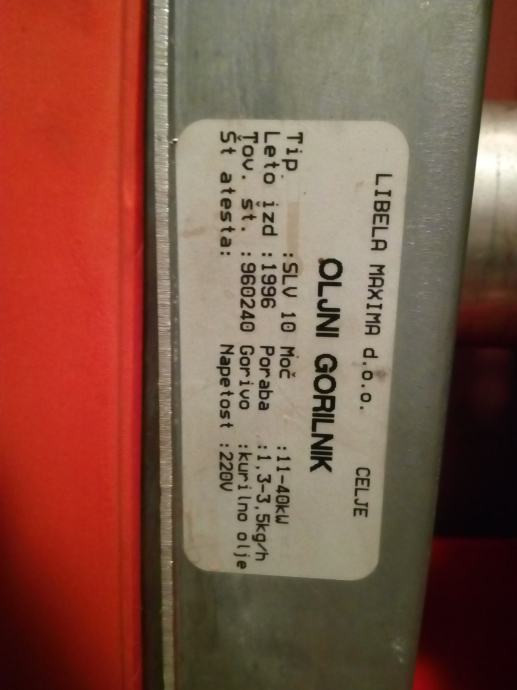 LIBELA MAXIMA d.o.o. CELJE
OLJNI GORILNIK
Tip :SLV 10 Moč :11-40kW
Leto izd :1996 Poraba :1,3-3,5kg/h
Tov. št. :960240 Gorivo :kurilno olje
Št atesta: Napetost :220V